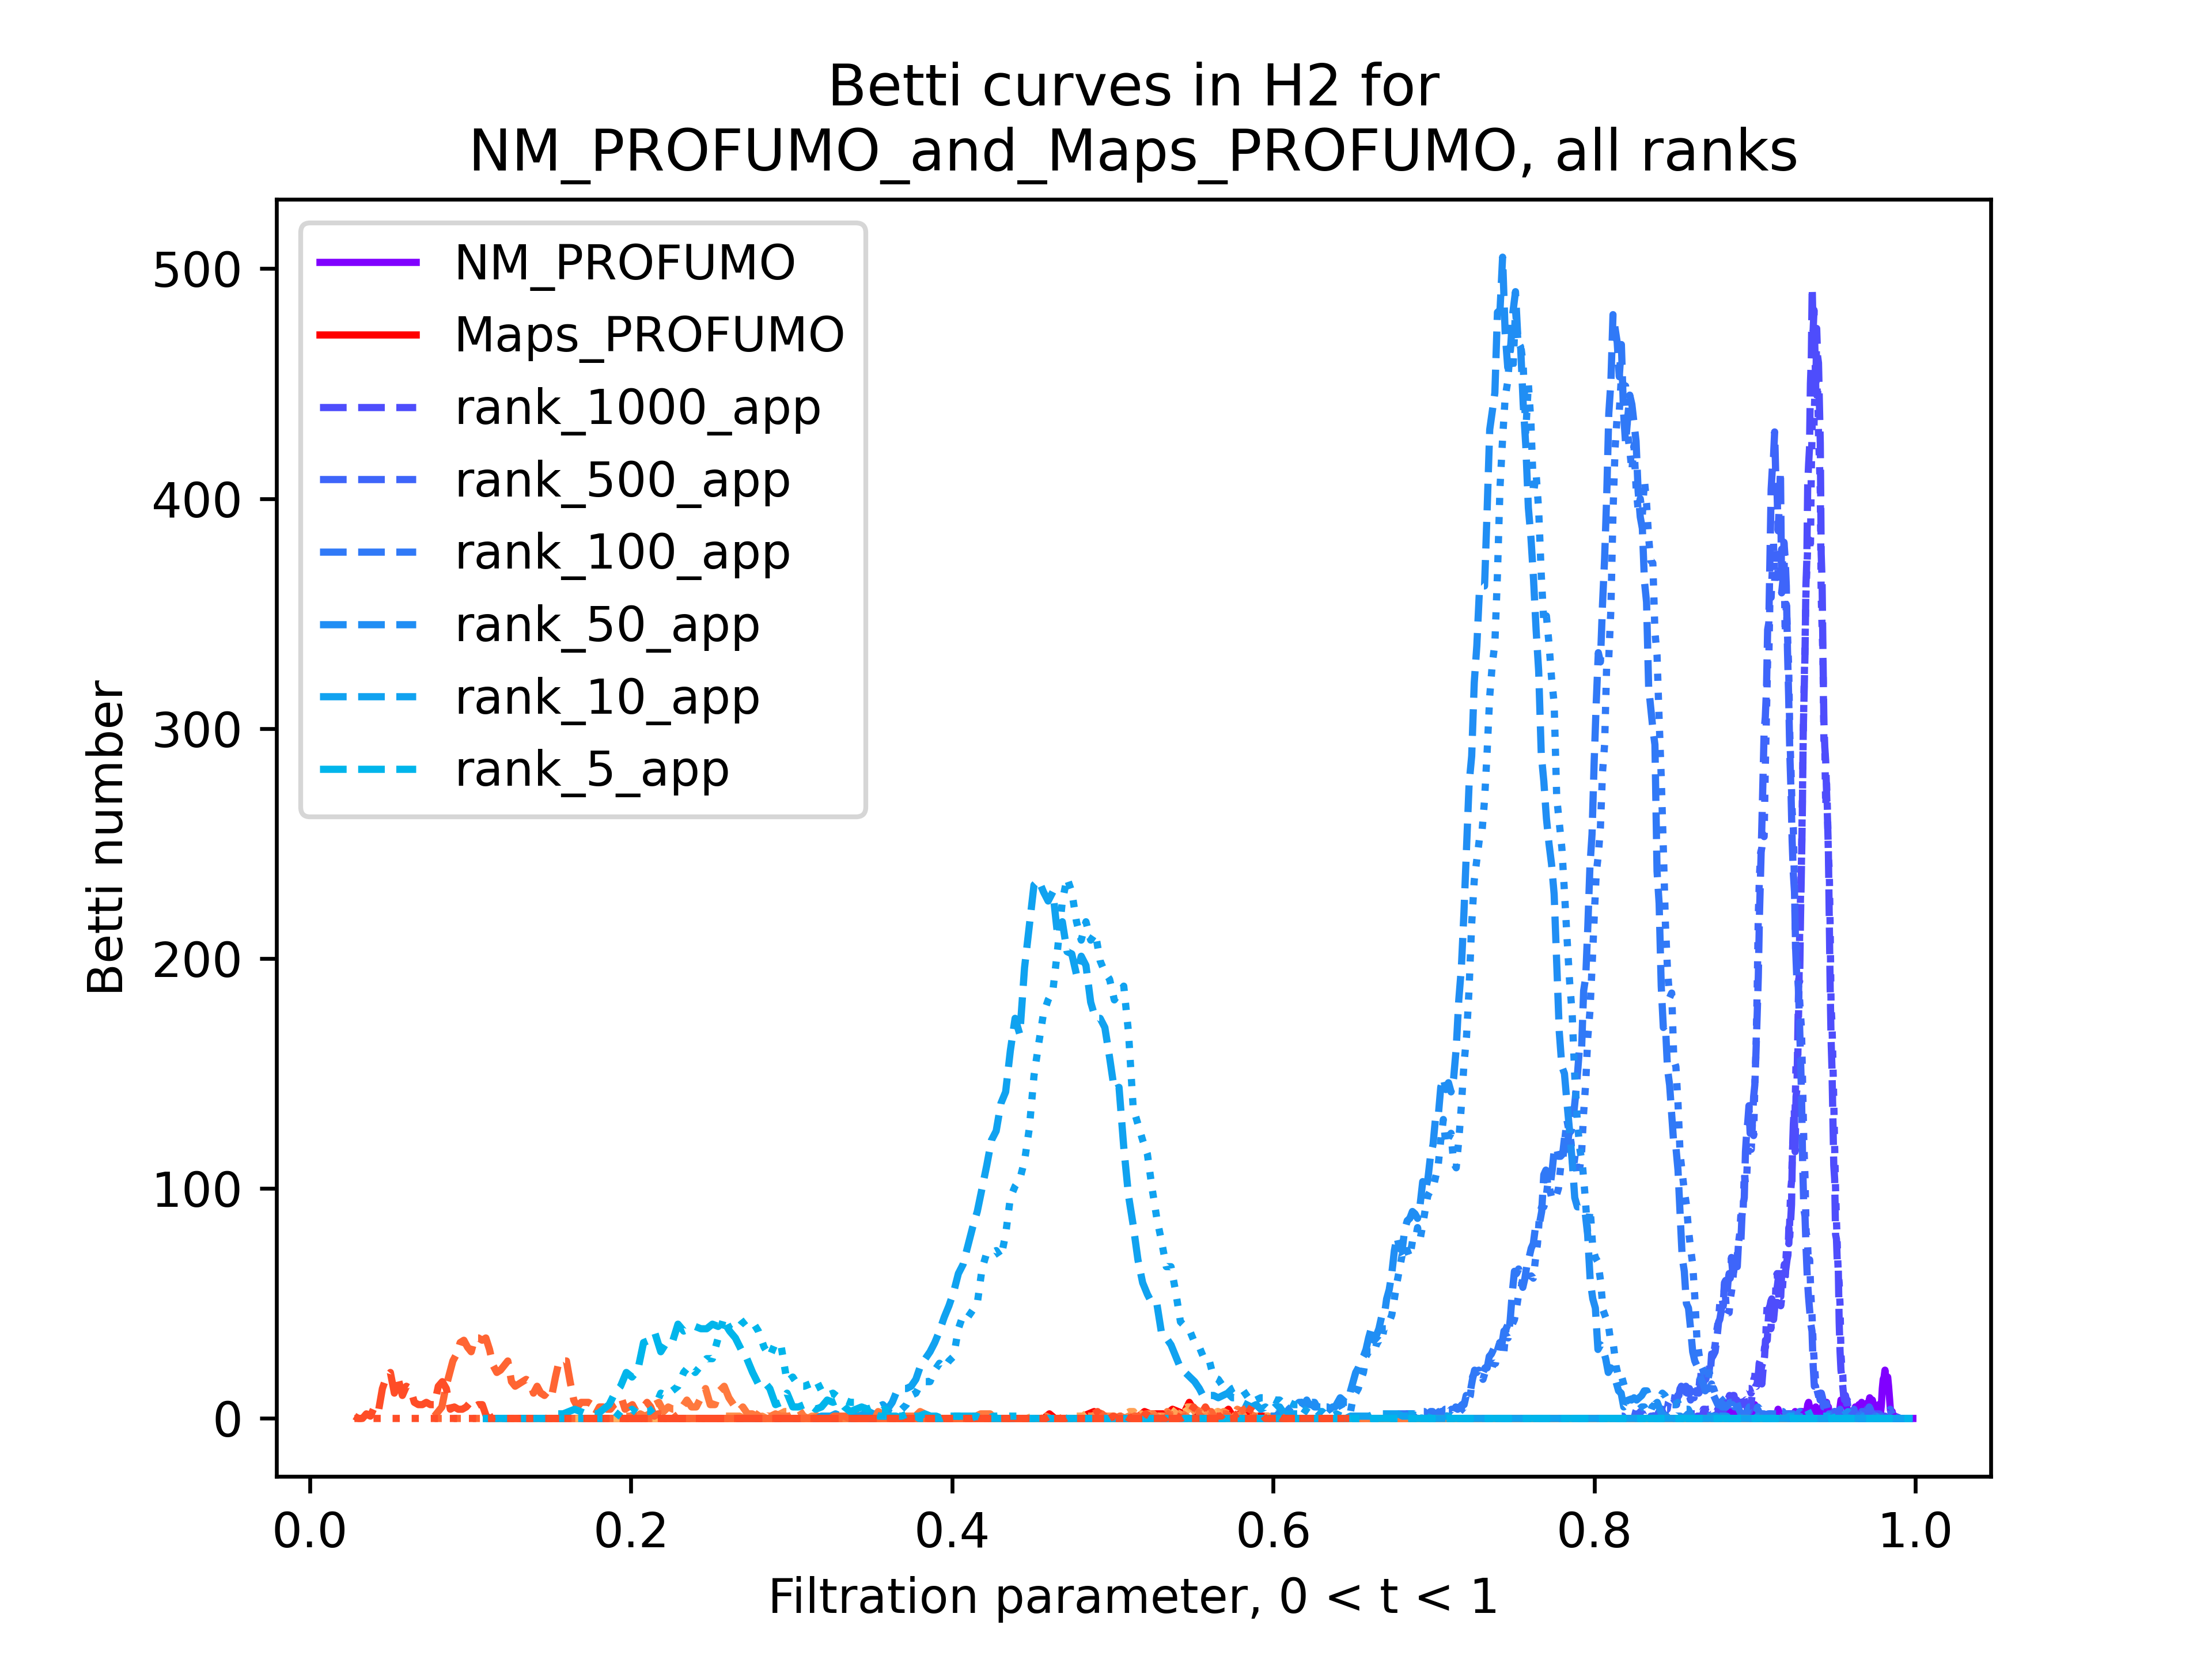 Betti curves in H2 for
NM_PROFUMO_and_Maps_PROFUMO, all ranks
NM_PROFUMO
Maps_PROFUMO
rank_1000_app
rank_500_app
rank_100_app
rank_50_app
rank_10_app
rank_5_app
Betti number
500
400
300
200
100
0
0.0 0.2 0.4 0.6 0.8 1.0
Filtration parameter, 0 < t < 1